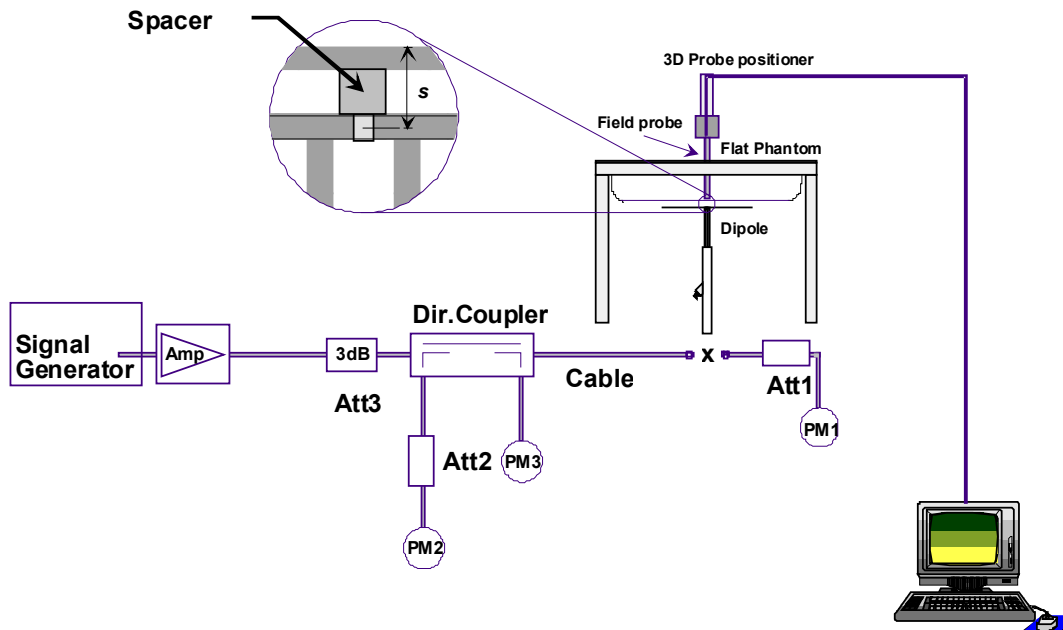 Spacer
s
3D Probe positioner
Field probe
Flat Phantom
Dipole
Signal
Generator
Amp
3dB
Att3
Dir.Coupler
Cable
x
Att1
PM1
Att2
PM3
PM2